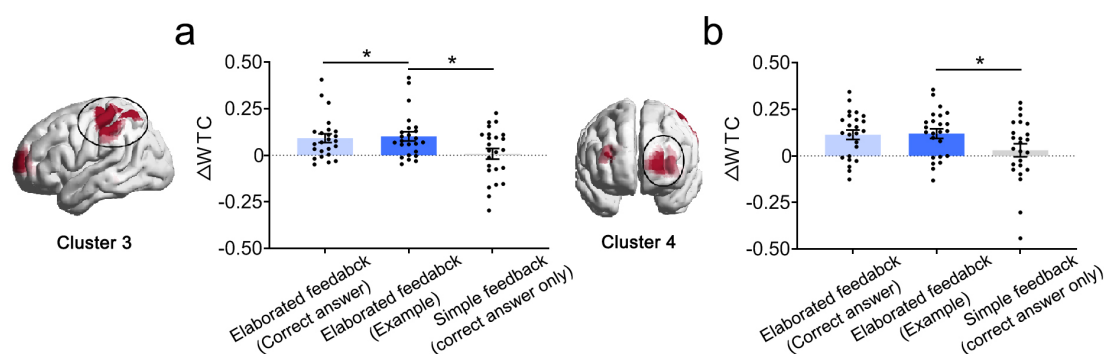 a
0.50
0.25
0
-0.25
-0.50
ΔWTC
*
*
Cluster 3
Elaborated feedabck
(Correct answer)
Elaborated feedabck
(Example)
Simple feedback
(correct answer only)
b
0.50
0.25
0
-0.25
-0.50
ΔWTC
*
Cluster 4
Elaborated feedabck
(Correct answer)
Elaborated feedabck
(Example)
Simple feedback
(correct answer only)